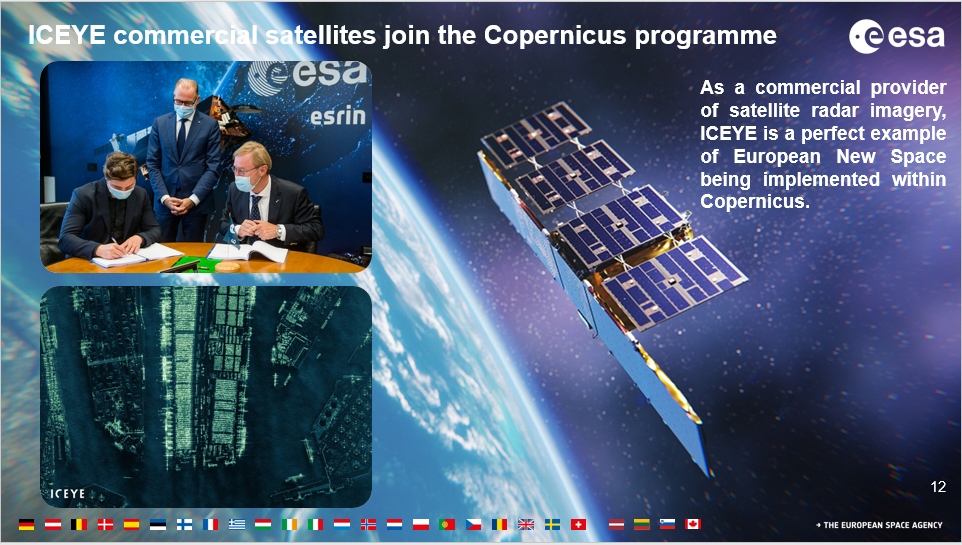 ICEYE commercial satellites join the Copernicus programme
esa
esa
esrin
As a commercial provider
of satellite radar imagery,
ICEYE is a perfect example
of European New Space
being implemented within
Copernicus.
ICEYE
12
→ THE EUROPEAN SPACE AGENCY